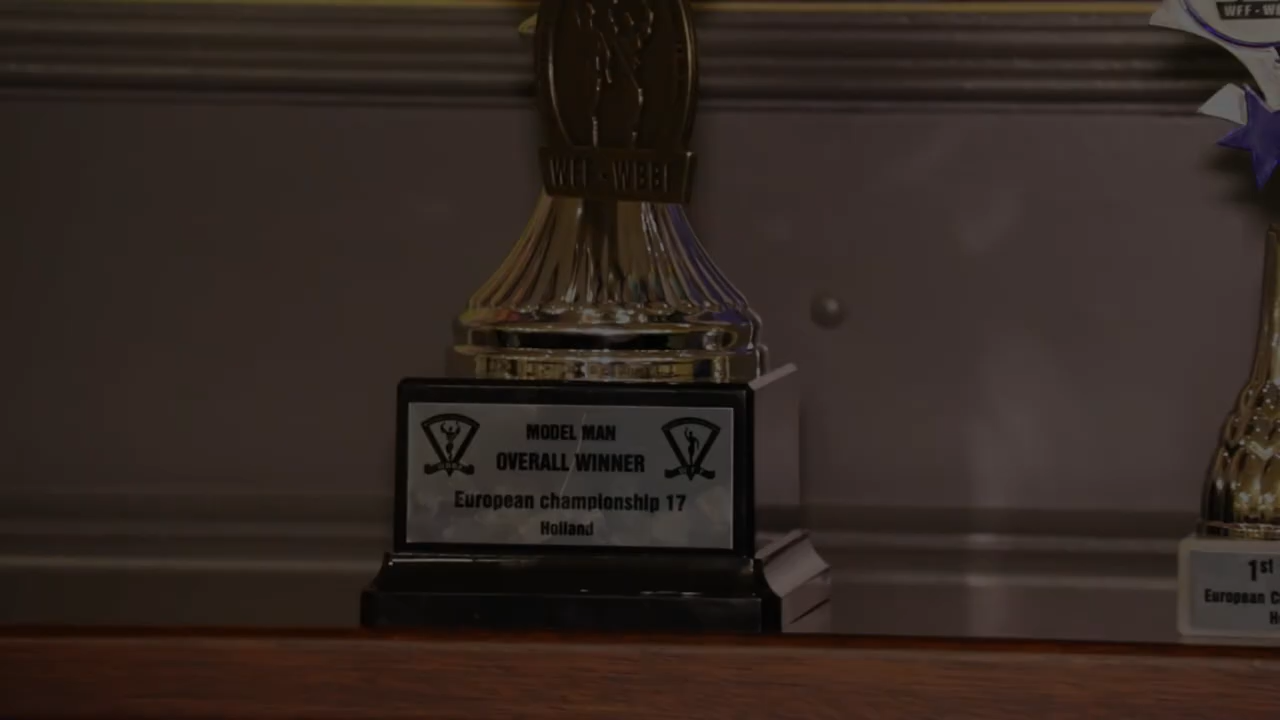 WFF - WBBF
MODEL MAN
OVERALL WINNER
European championship 17
Holland
WFF - W
1st
European C
H